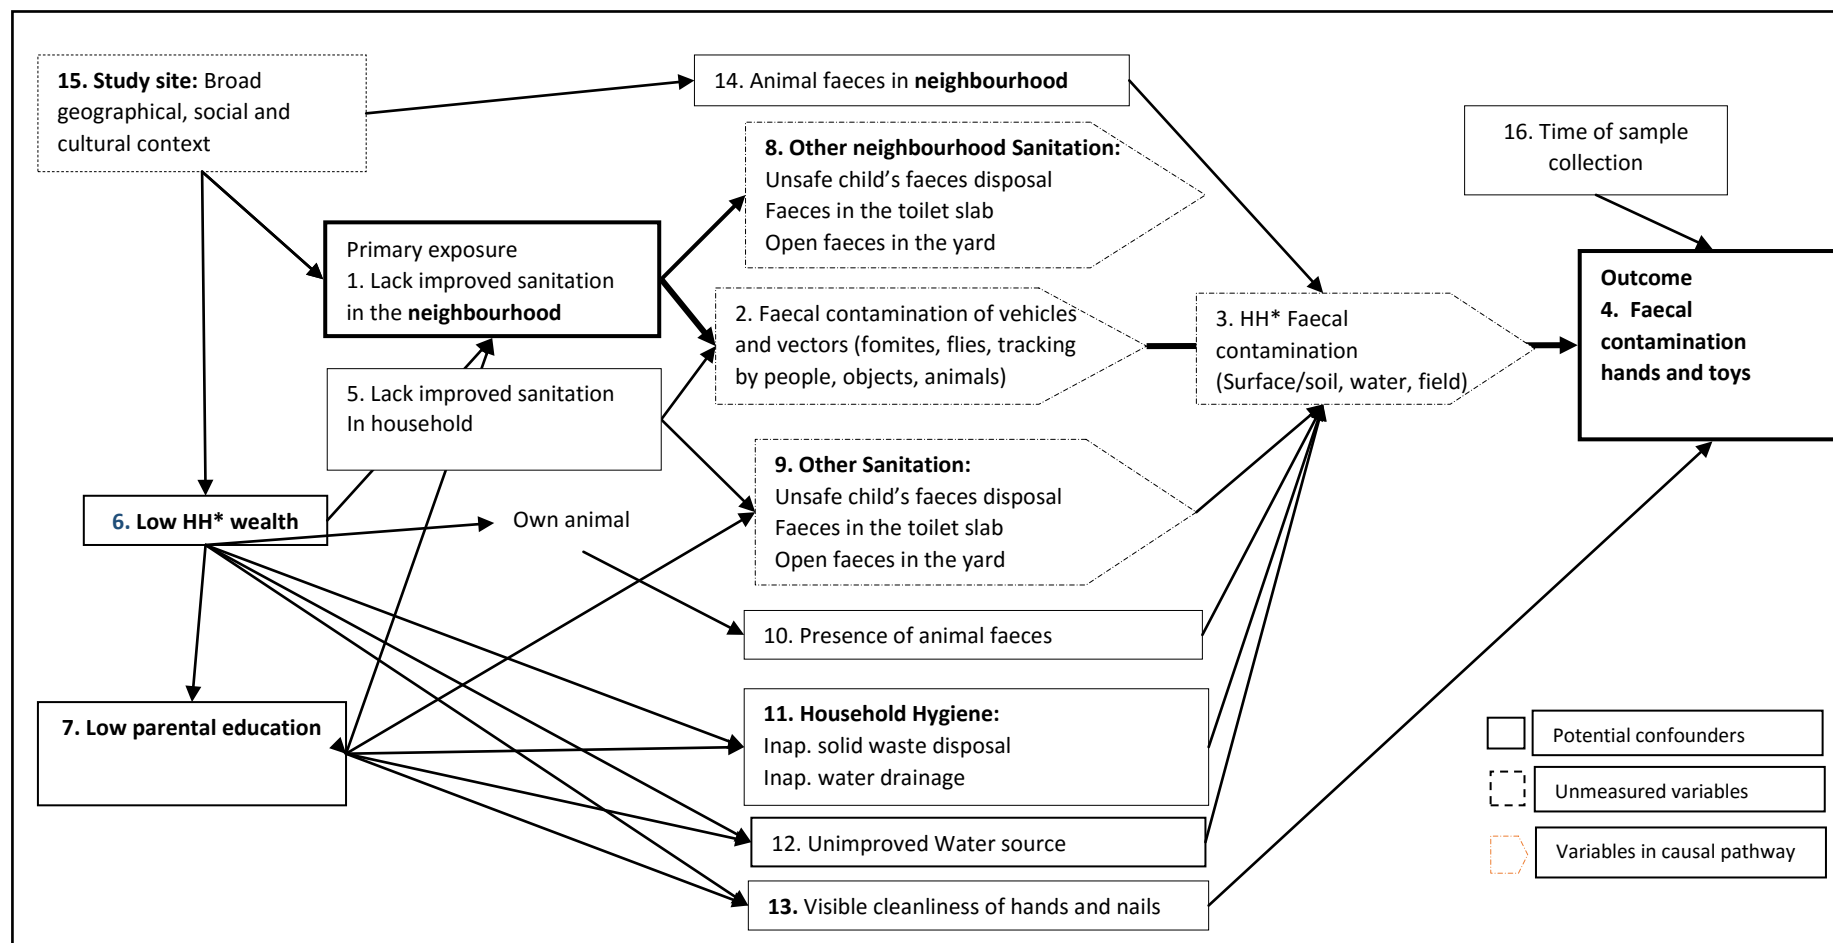 15. Study site: Broad
geographical, social and
cultural context
14. Animal faeces in neighbourhood
16. Time of sample
collection
8. Other neighbourhood Sanitation:
Unsafe child’s faeces disposal
Faeces in the toilet slab
Open faeces in the yard
Primary exposure
1. Lack improved sanitation
in the neighbourhood
2. Faecal contamination of vehicles
and vectors (fomites, flies, tracking
by people, objects, animals)
3. HH* Faecal
contamination
(Surface/soil, water, field)
Outcome
4. Faecal
contamination
hands and toys
5. Lack improved sanitation
In household
9. Other Sanitation:
Unsafe child’s faeces disposal
Faeces in the toilet slab
Open faeces in the yard
6. Low HH* wealth
Own animal
10. Presence of animal faeces
7. Low parental education
11. Household Hygiene:
Inap. solid waste disposal
Inap. water drainage
12. Unimproved Water source
13. Visible cleanliness of hands and nails
Potential confounders
Unmeasured variables
Variables in causal pathway